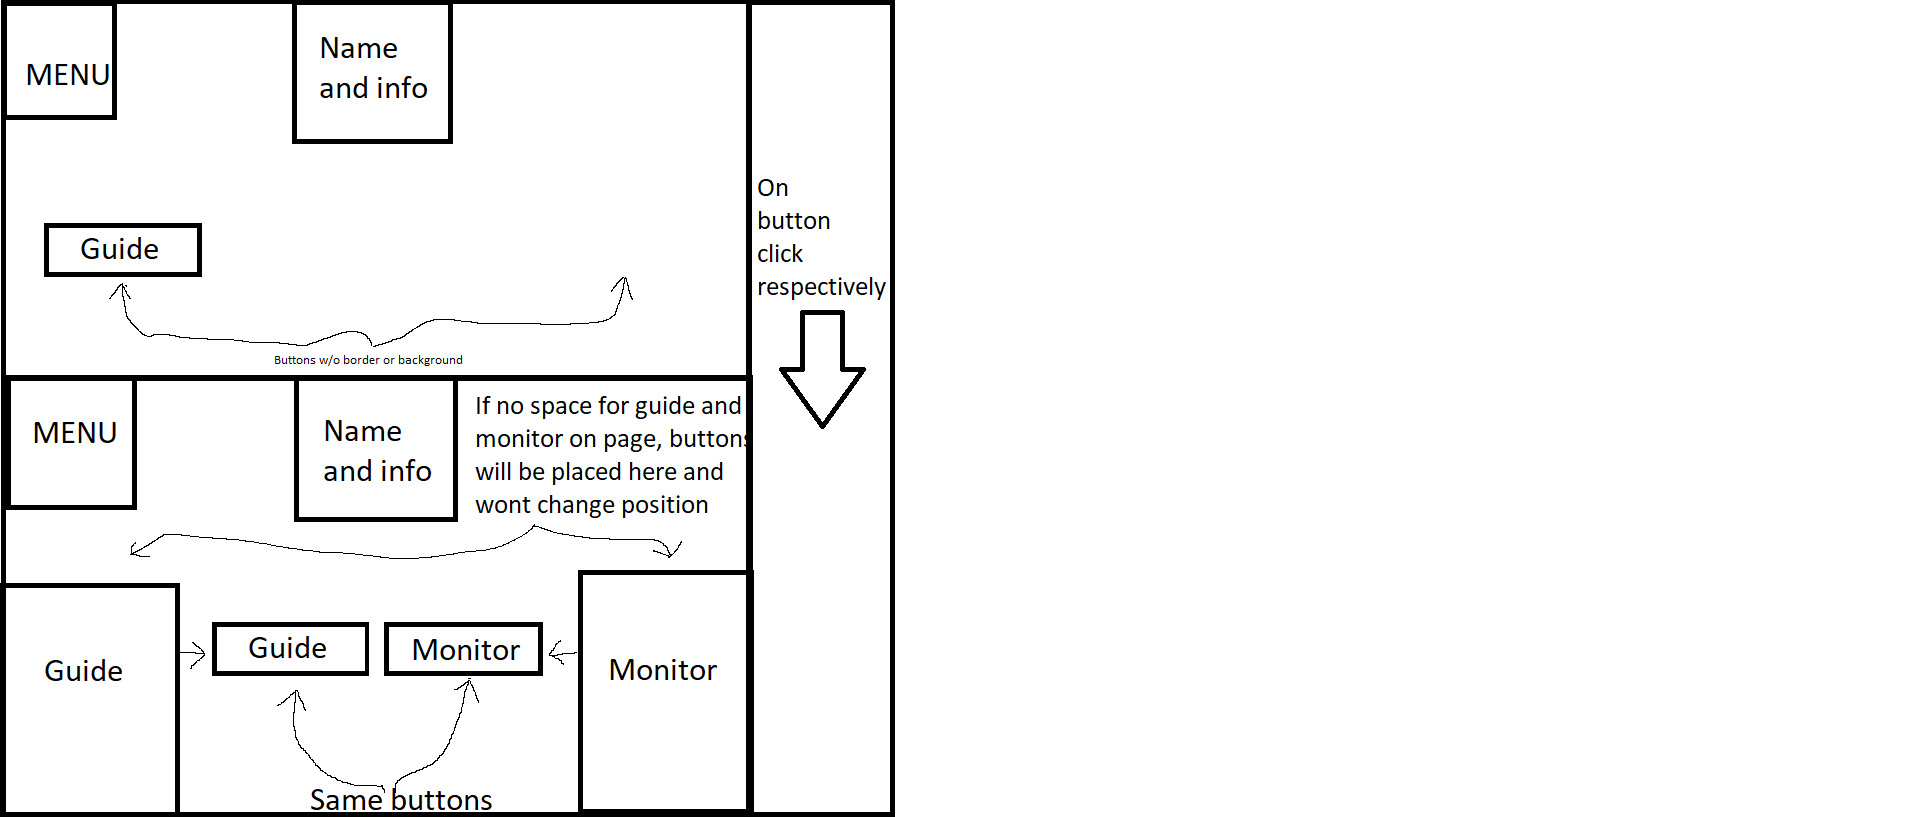 MENU
Name
and info
Guide
Buttons w/o border or background
On
button
click
respectively
MENU
Name
and info
If no space for guide and
monitor on page, buttons
will be placed here and
wont change position
Guide
Guide
Monitor
Monitor
Same buttons